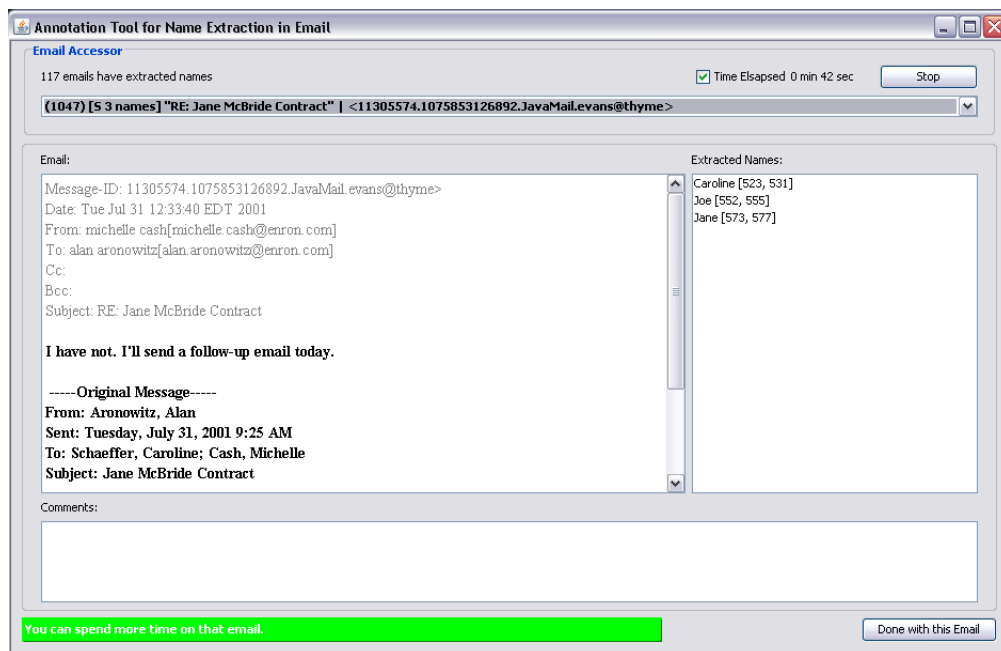 Annotation Tool for Name Extraction in Email
Email Accessor
117 emails have extracted names
Time Elsapsed 0 min 42 sec
Stop
(1047) [S 3 names] "RE: Jane McBride Contract" | <11305574.1075853126892.JavaMail.evans@thyme>
Email:
Extracted Names:
Message-ID: 11305574.1075853126892.JavaMail.evans@thyme>
Date: Tue Jul 31 12:33:40 EDT 2001
From: michelle cash[michelle.cash@enron.com]
To: alan aronowitz[alan.aronowitz@enron.com]
Cc:
Bcc:
Subject: RE: Jane McBride Contract
I have not. I'll send a follow-up email today.
-----Original Message-----
From: Aronowitz, Alan
Sent: Tuesday, July 31, 2001 9:25 AM
To: Schaeffer, Caroline; Cash, Michelle
Subject: Jane McBride Contract
Caroline [523, 531]
Joe [552, 555]
Jane [573, 577]
Comments:
You can spend more time on that email.
Done with this Email